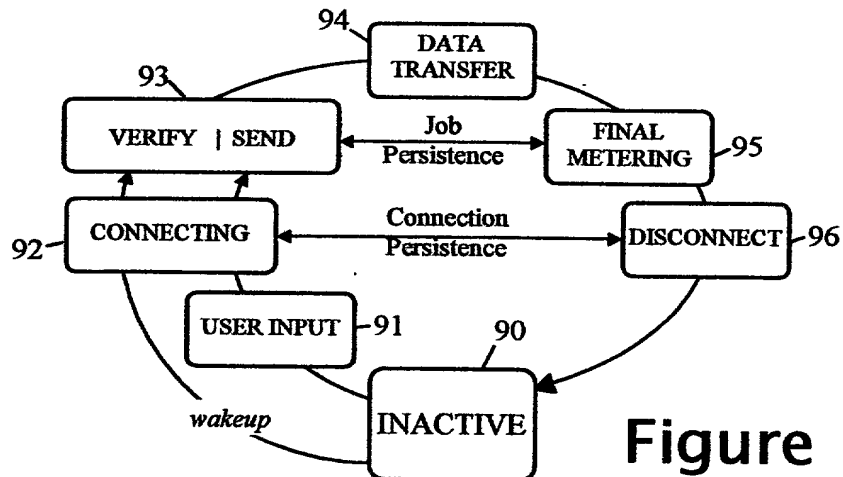 94
DATA
TRANSFER
93
VERIFY | SEND
Job
Persistence
FINAL
METERING
95
92
CONNECTING
Connection
Persistence
DISCONNECT
96
USER INPUT
91
90
wakeup
INACTIVE
Figure